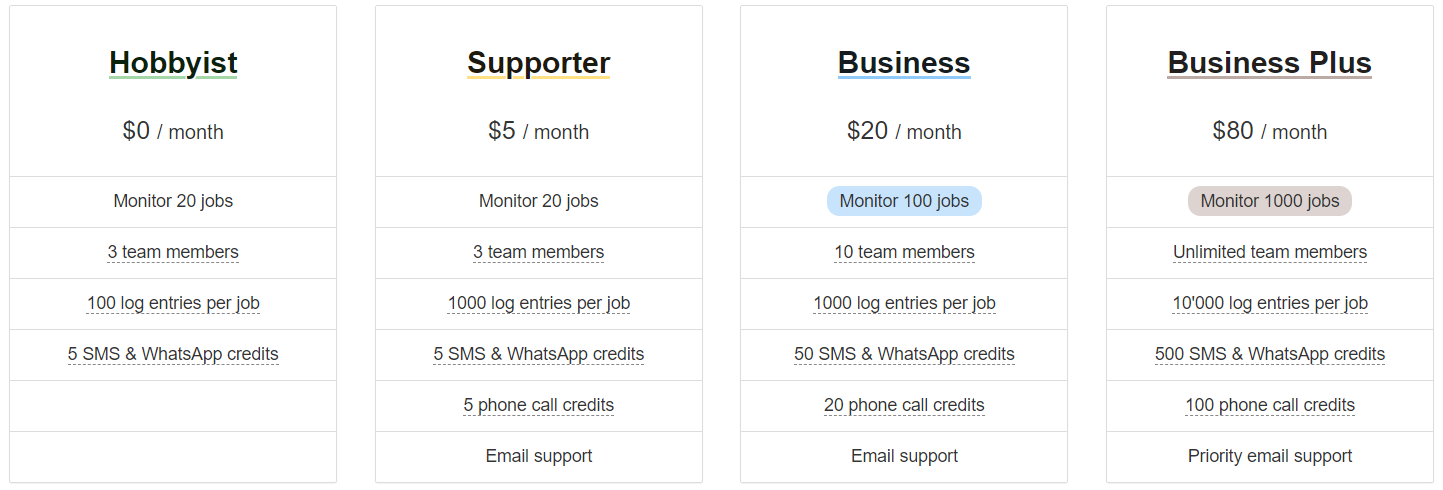 Hobbyist
$0 / month
Monitor 20 jobs
3 team members
100 log entries per job
5 SMS & WhatsApp credits
Supporter
$5 / month
Monitor 20 jobs
3 team members
1000 log entries per job
5 SMS & WhatsApp credits
5 phone call credits
Email support
Business
$20 / month
Monitor 100 jobs
10 team members
1000 log entries per job
50 SMS & WhatsApp credits
20 phone call credits
Email support
Business Plus
$80 / month
Monitor 1000 jobs
Unlimited team members
10'000 log entries per job
500 SMS & WhatsApp credits
100 phone call credits
Priority email support